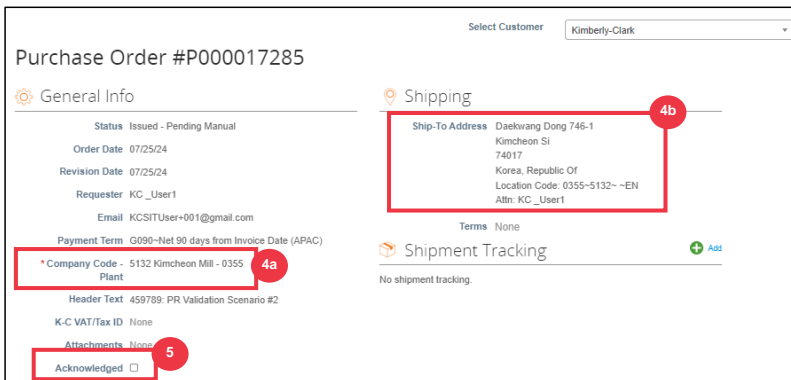 Select Customer Kimberly-Clark
Purchase Order #P000017285
General Info
Status Issued - Pending Manual
Order Date 07/25/24
Revision Date 07/25/24
Requester KC _User1
Email KCSITUser+001@gmail.com
Payment Term G090~Net 90 days from Invoice Date (APAC)
* Company Code - 5132 Kimcheon Mill - 0355
Plant
4a
Header Text 459789: PR Validation Scenario #2
K-C VAT/Tax ID None
Attachments None
5
Acknowledged
Shipping
4b
Ship-To Address Daekwang Dong 746-1
Kimcheon Si
74017
Korea, Republic Of
Location Code: 0355~5132~ ~EN
Attn: KC _User1
Terms None
Shipment Tracking Add
No shipment tracking.